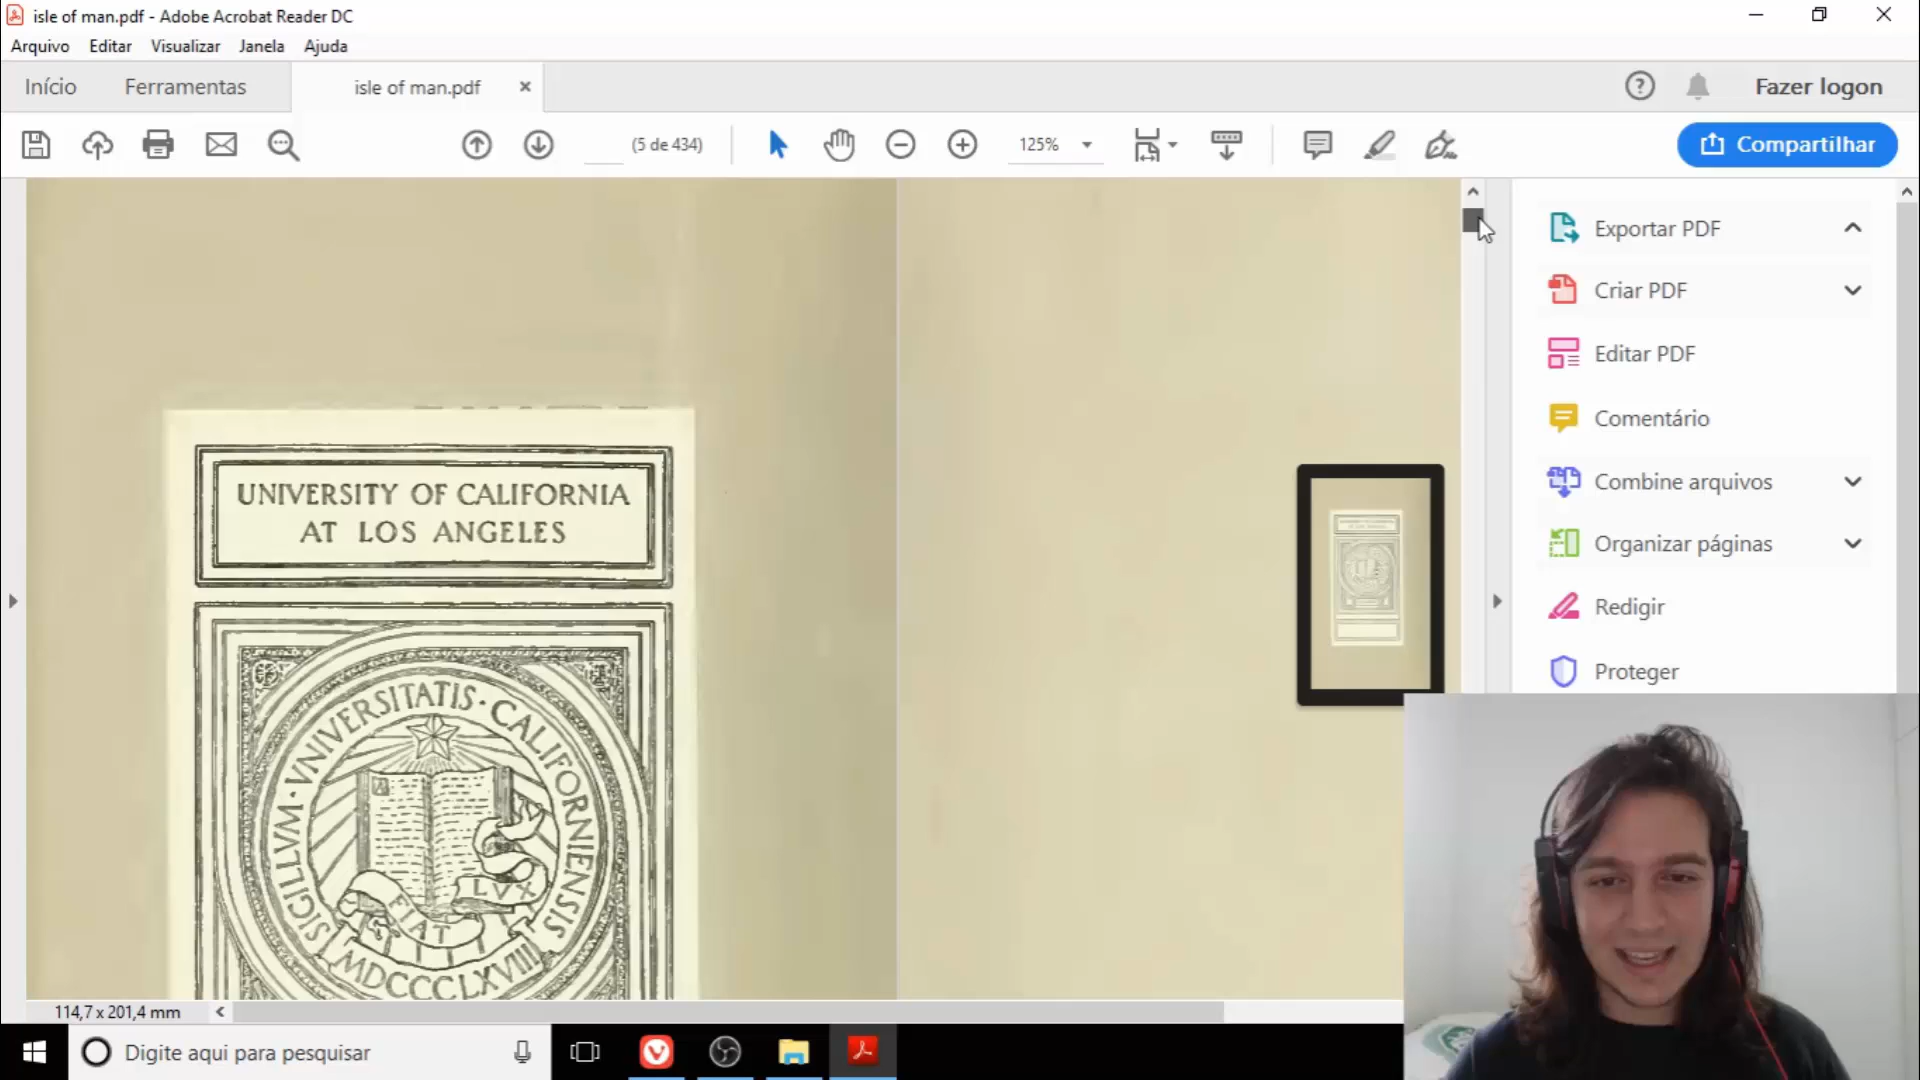 isle of man.pdf - Adobe Acrobat Reader DC
Arquivo Editar Visualizar Janela Ajuda
Início Ferramentas isle of man.pdf Fazer logon
(5 de 434) 125% Compartilhar
UNIVERSITY OF CALIFORNIA
AT LOS ANGELES
SIGILLVM · VNIVERSITATIS · CALIFORNIENSIS
FIAT LVX
MDCCCLXVIII
Exportar PDF
Criar PDF
Editar PDF
Comentário
Combine arquivos
Organizar páginas
Redigir
Proteger
114,7 x 201,4 mm
Digite aqui para pesquisar